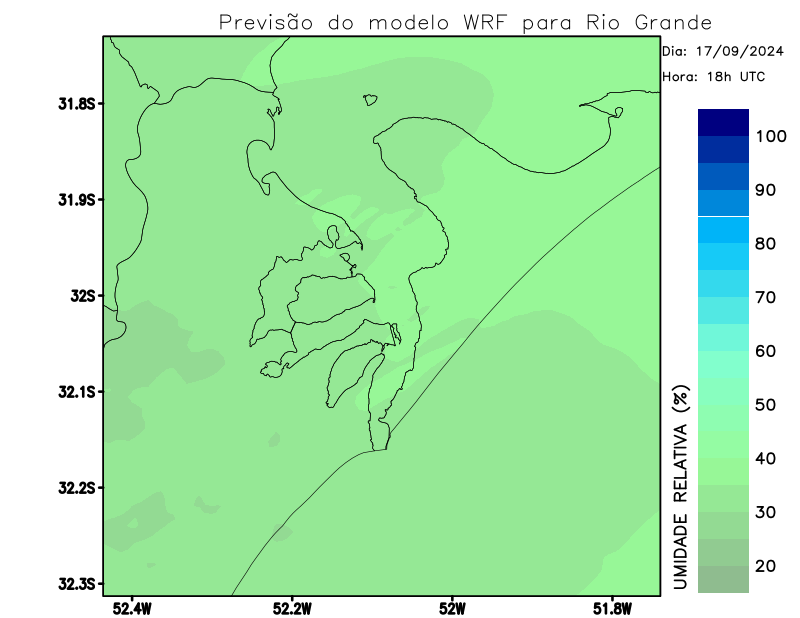 Previsão do modelo WRF para Rio Grande
Dia: 17/09/2024
Hora: 18h UTC
31.8S
31.9S
32S
32.1S
32.2S
32.3S
52.4W
52.2W
52W
51.8W
UMIDADE RELATIVA (%)
100
90
80
70
60
50
40
30
20